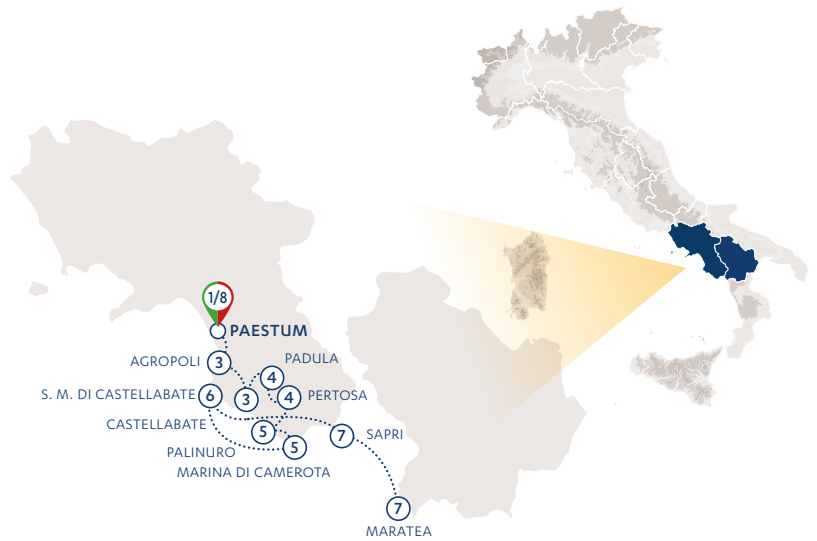 1/8
PAESTUM
AGROPOLI
3
PADULA
4
S. M. DI CASTELLABATE
6
3
4
PERTOSA
CASTELLABATE
5
7
SAPRI
PALINURO
5
MARINA DI CAMEROTA
7
MARATEA